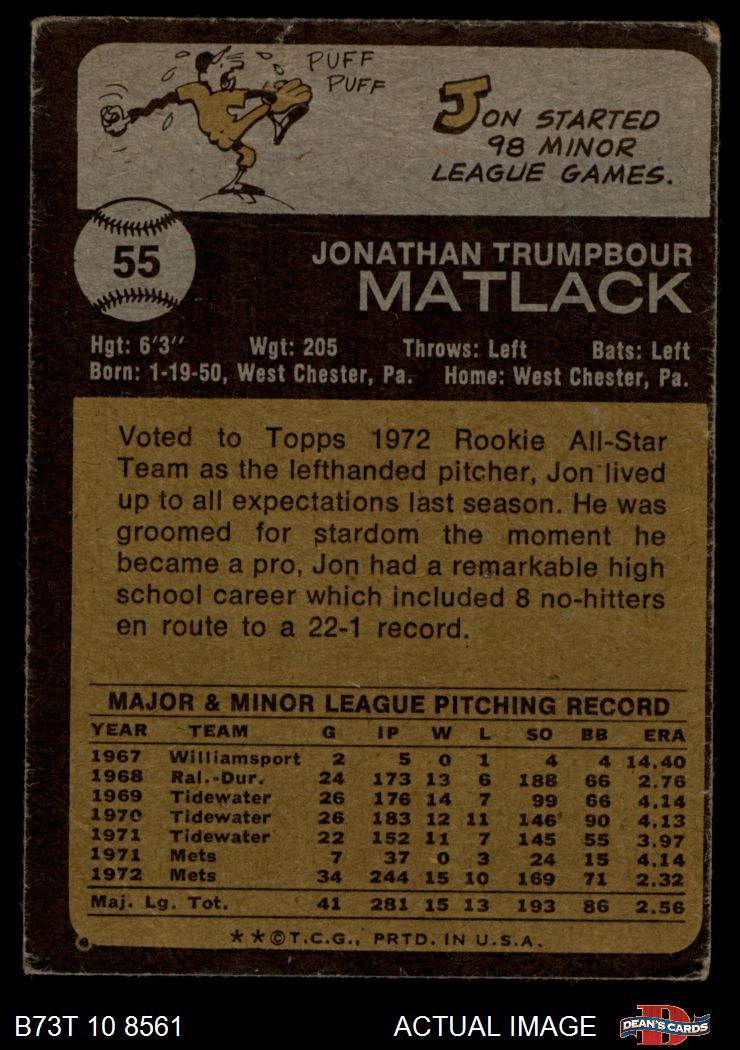 PUFF
PUFF
JON STARTED
98 MINOR
LEAGUE GAMES.
55
JONATHAN TRUMPBOUR
MATLACK
Hgt: 6'3" Wgt: 205 Throws: Left Bats: Left
Born: 1-19-50, West Chester, Pa. Home: West Chester, Pa.
Voted to Topps 1972 Rookie All-Star
Team as the lefthanded pitcher, Jon lived
up to all expectations last season. He was
groomed for stardom the moment he
became a pro, Jon had a remarkable high
school career which included 8 no-hitters
en route to a 22-1 record.
MAJOR & MINOR LEAGUE PITCHING RECORD
YEAR TEAM G IP W L SO BB ERA
1967 Williamsport 2 5 0 1 4 4 14.40
1968 Ral.-Dur. 24 173 13 6 188 66 2.76
1969 Tidewater 26 176 14 7 99 66 4.14
1970 Tidewater 26 183 12 11 146 90 4.13
1971 Tidewater 22 152 11 7 145 55 3.97
1971 Mets 7 37 0 3 24 15 4.14
1972 Mets 34 244 15 10 169 71 2.32
Maj. Lg. Tot. 41 281 15 13 193 86 2.56
**©T.C.G., PRTD. IN U.S.A.
B73T 10 8561 ACTUAL IMAGE DEAN'S CARDS